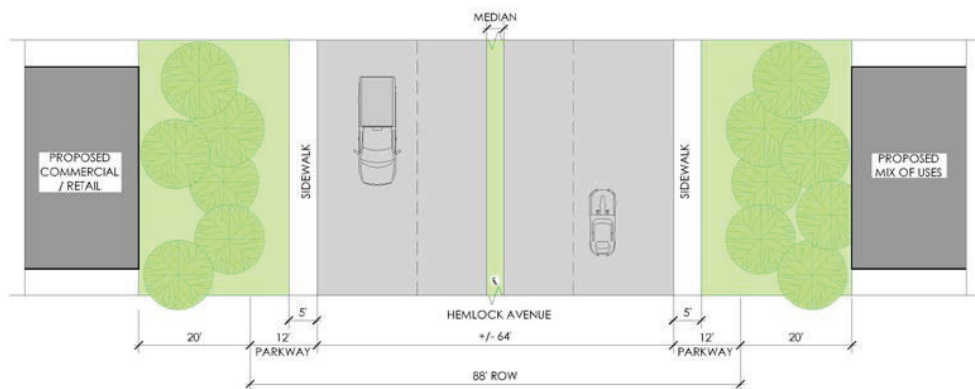 MEDIAN
PROPOSED
COMMERCIAL
/ RETAIL
SIDEWALK
SIDEWALK
PROPOSED
MIX OF USES
5'
HEMLOCK AVENUE
5'
20'
12'
PARKWAY
+/- 64'
12'
PARKWAY
20'
88' ROW